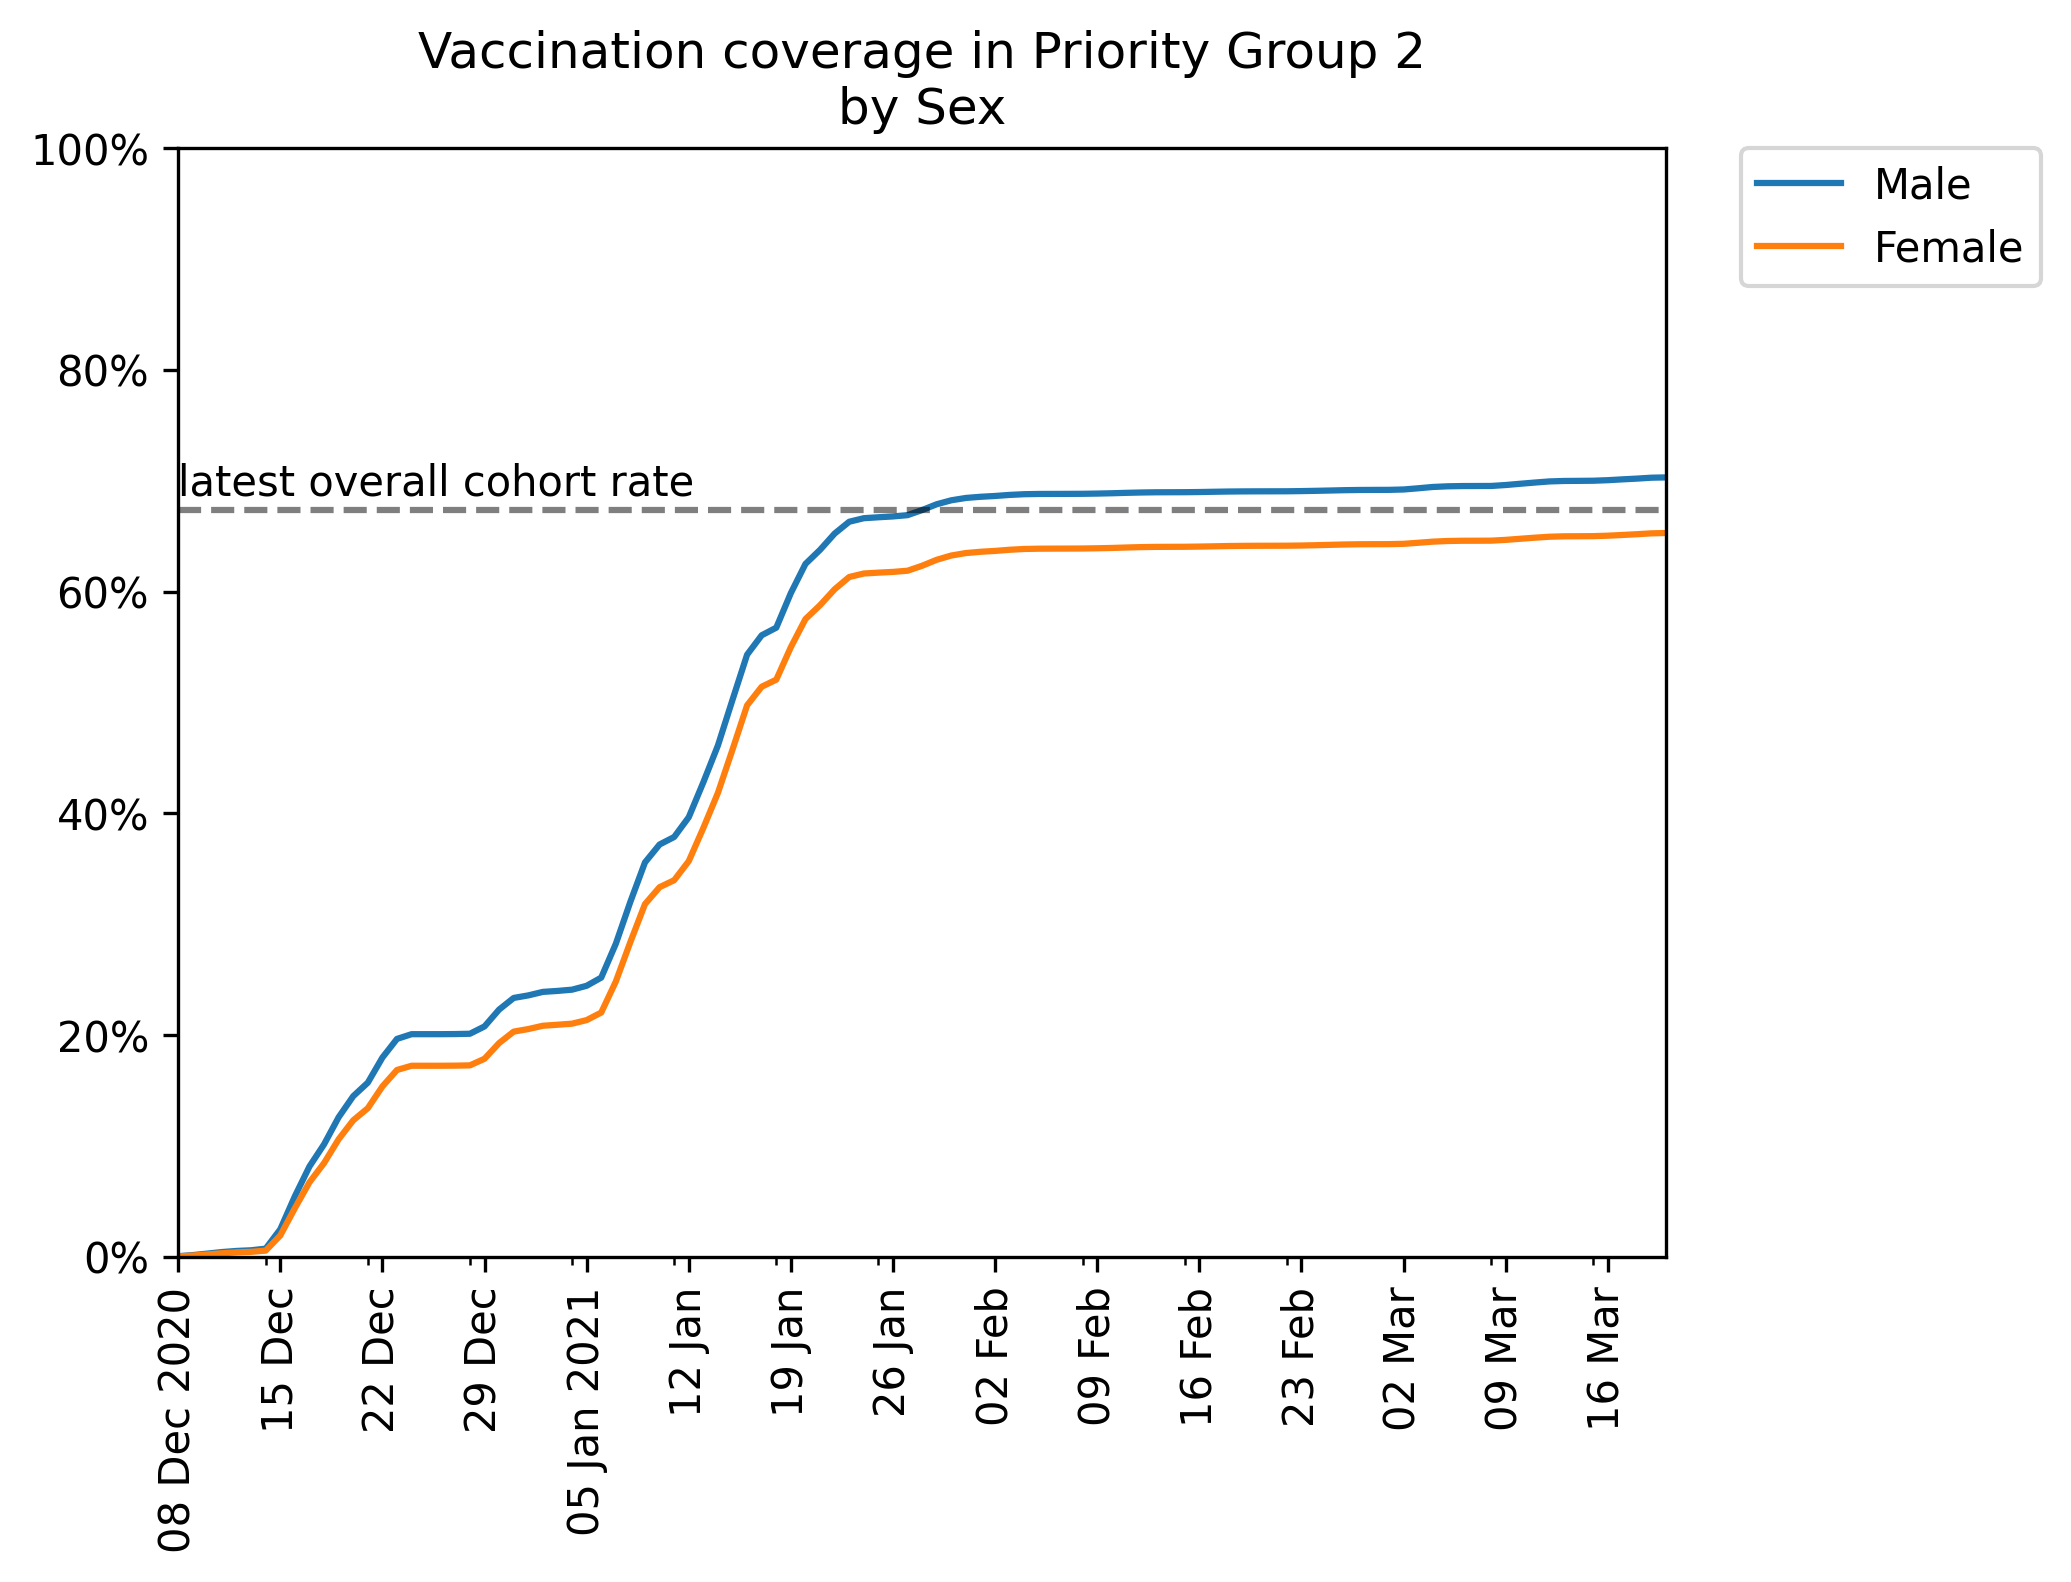 Vaccination coverage in Priority Group 2
by Sex
100%
80%
60%
40%
20%
0%
latest overall cohort rate
Male
Female
08 Dec 2020
15 Dec
22 Dec
29 Dec
05 Jan 2021
12 Jan
19 Jan
26 Jan
02 Feb
09 Feb
16 Feb
23 Feb
02 Mar
09 Mar
16 Mar